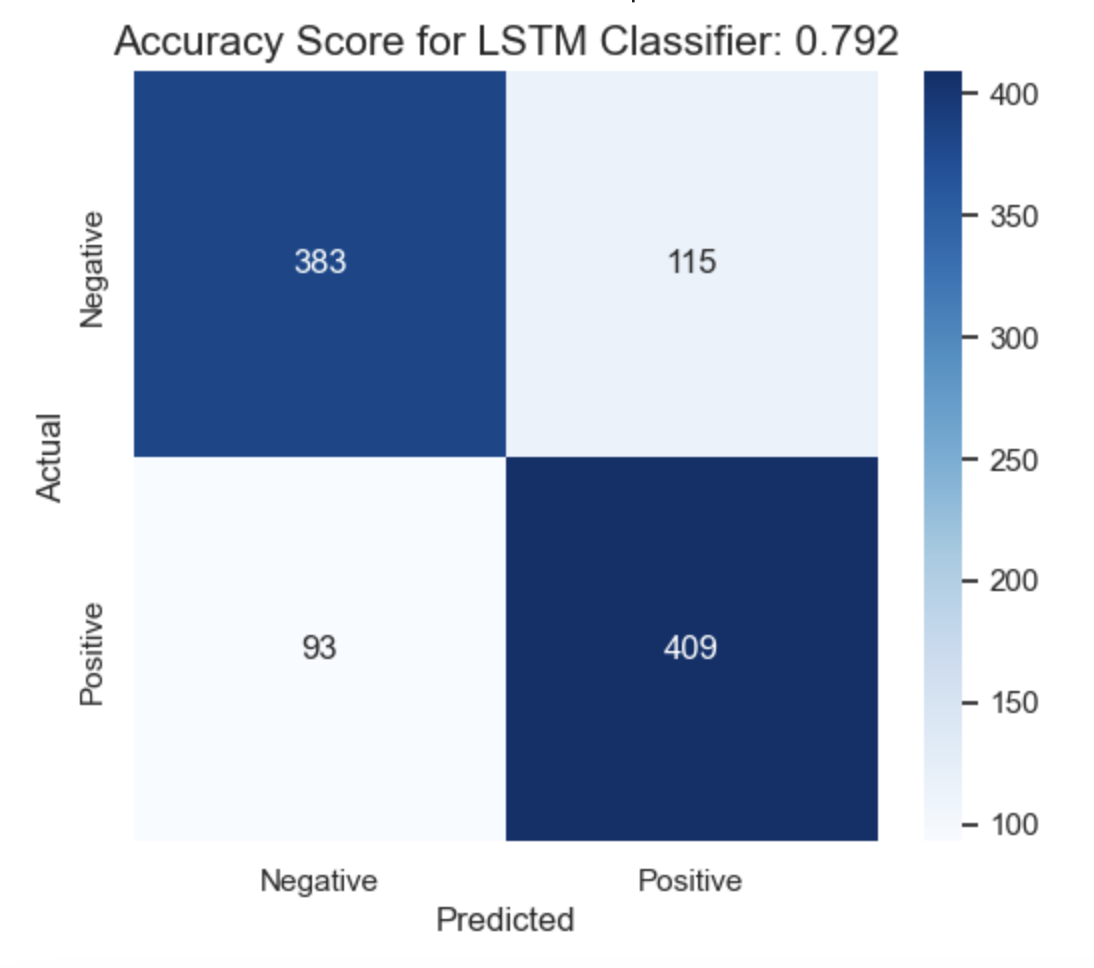 Accuracy Score for LSTM Classifier: 0.792
400
350
300
250
200
150
100
Actual
Negative
383
115
Positive
93
409
Negative
Positive
Predicted